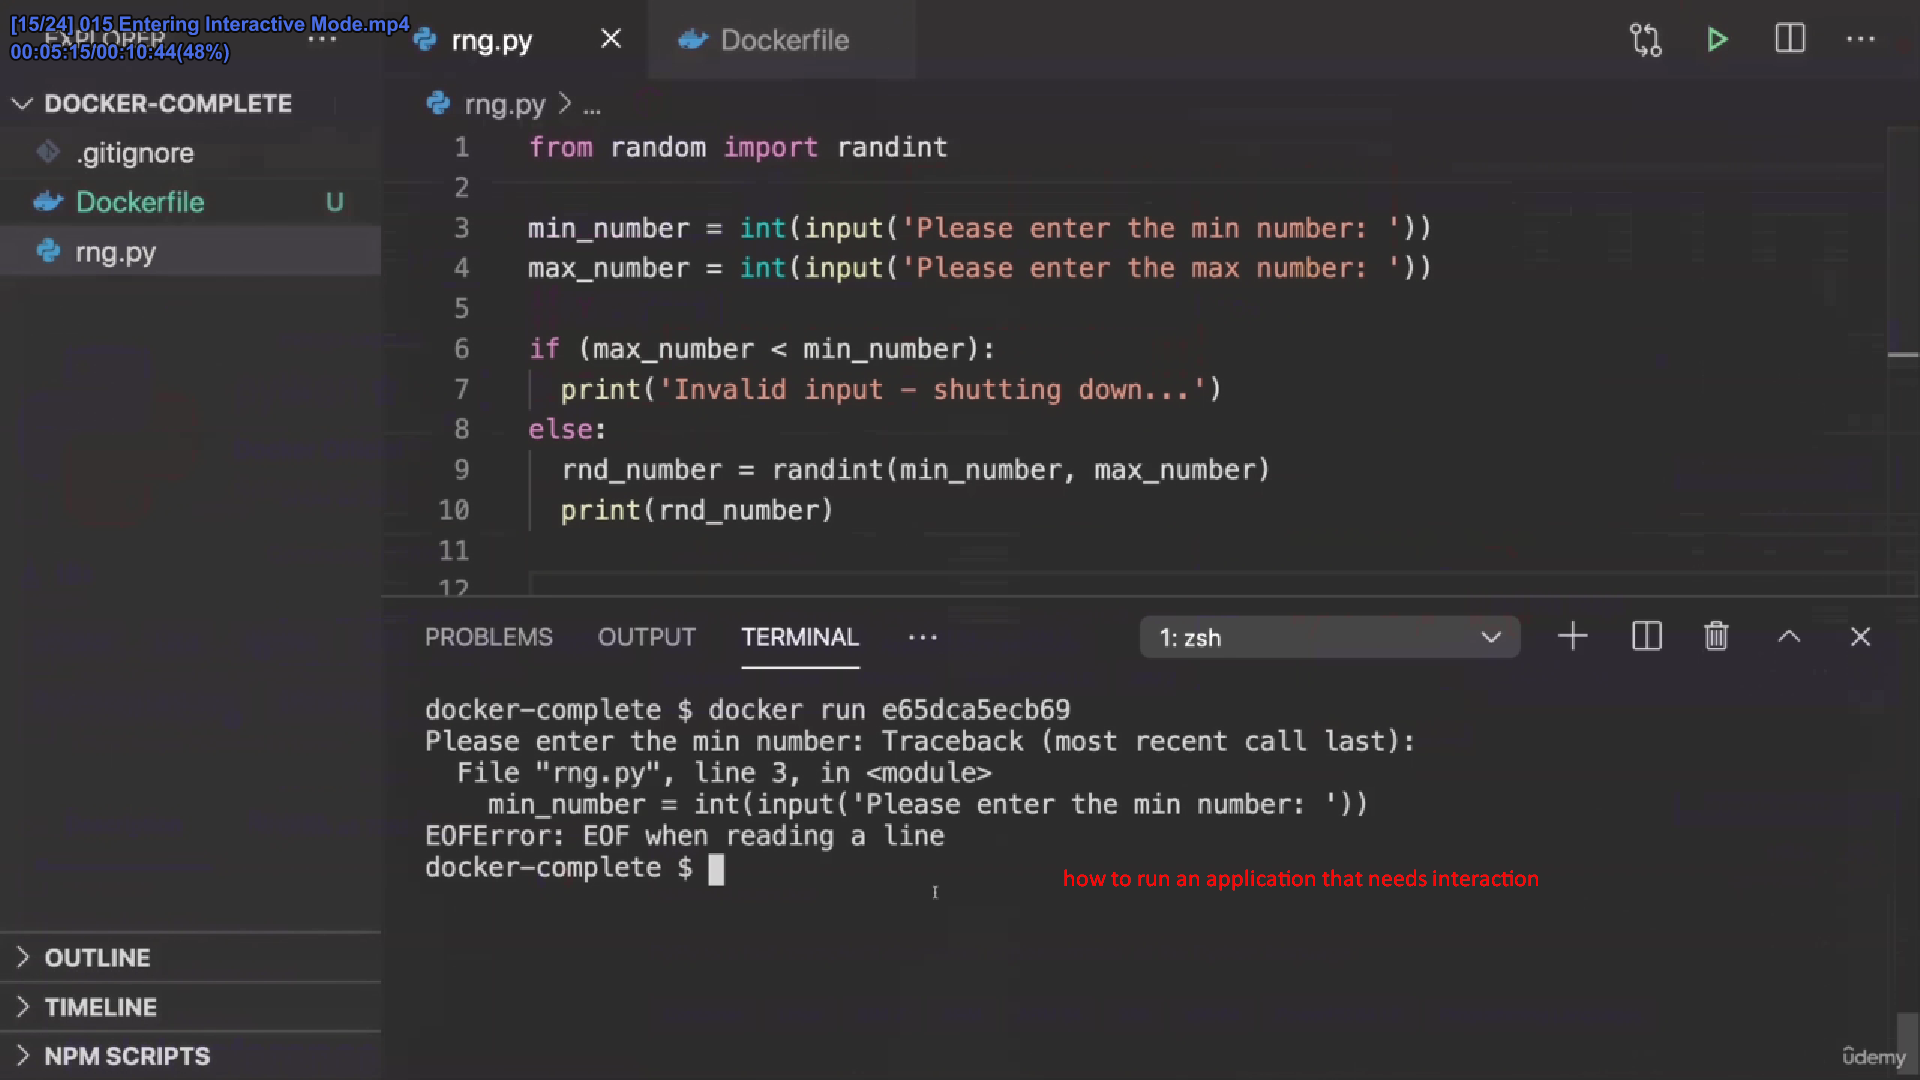 [15/24] 015 Entering Interactive Mode.mp4
EXPLORER
00:05:15/00:10:44(48%)
rng.py
Dockerfile
DOCKER-COMPLETE
.gitignore
Dockerfile U
rng.py
rng.py > ...
1 from random import randint
2
3 min_number = int(input('Please enter the min number: '))
4 max_number = int(input('Please enter the max number: '))
5
6 if (max_number < min_number):
7 print('Invalid input - shutting down...')
8 else:
9 rnd_number = randint(min_number, max_number)
10 print(rnd_number)
11
12
PROBLEMS OUTPUT TERMINAL ... 1: zsh
docker-complete $ docker run e65dca5ecb69
Please enter the min number: Traceback (most recent call last):
File "rng.py", line 3, in <module>
min_number = int(input('Please enter the min number: '))
EOFError: EOF when reading a line
docker-complete $
how to run an application that needs interaction
OUTLINE
TIMELINE
NPM SCRIPTS
ûdemy